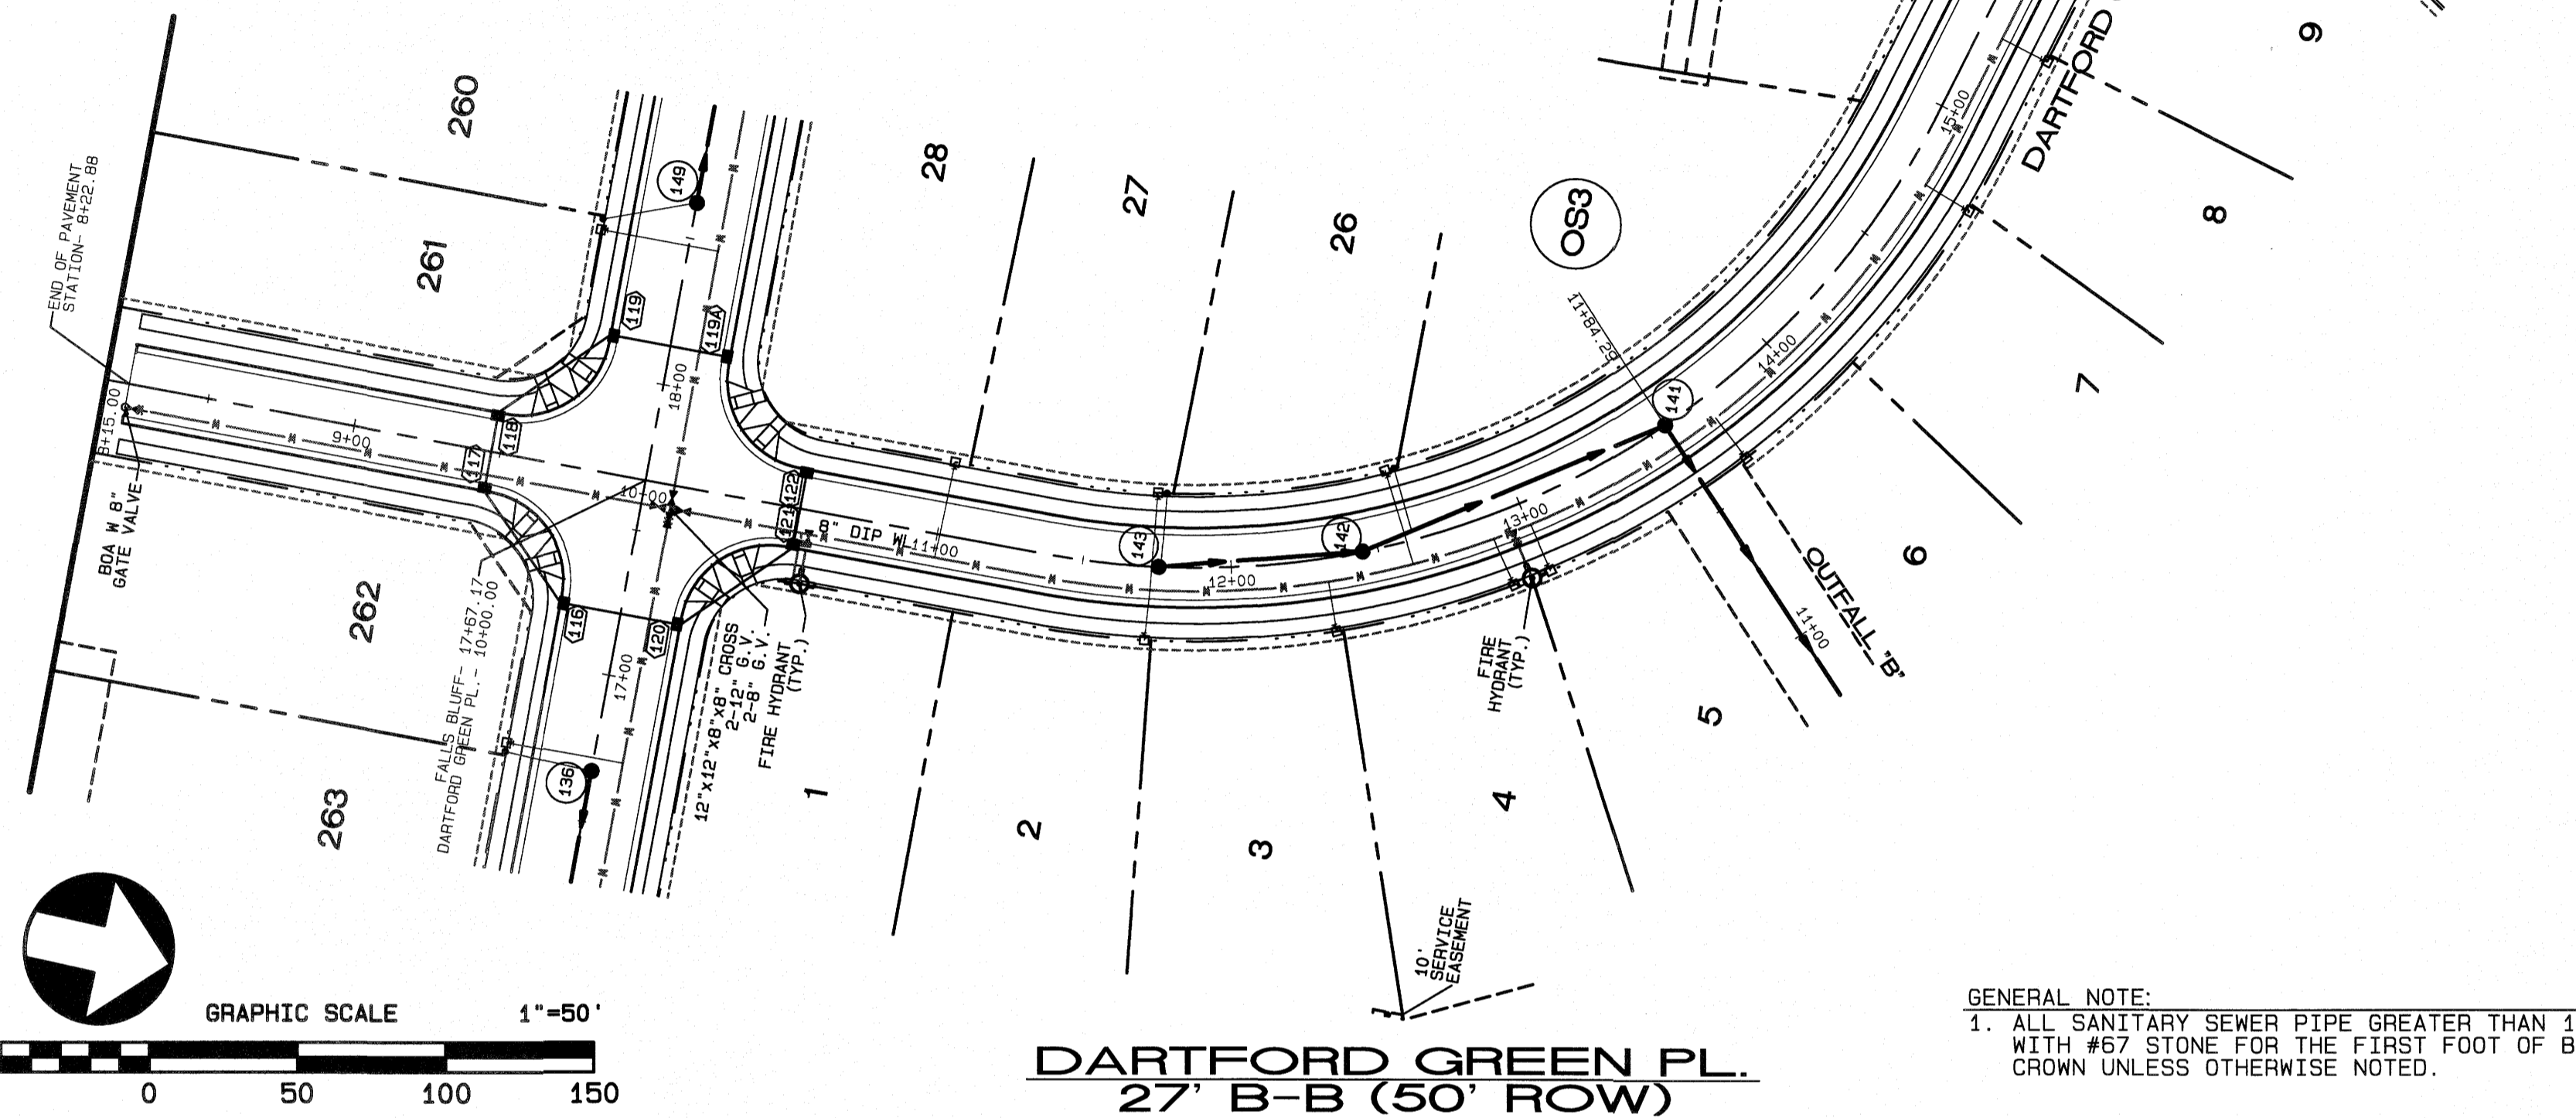 260
261
262
263
28
27
26
OS3
9
8
7
6
5
4
3
2
1
END OF PAVEMENT
STATION- 8+22.88
8+15.00
BOA W 8"
GATE VALVE
9+00
10+00
11+00
12+00
13+00
14+00
15+00
17+00
18+00
11+84.29
149
119
119A
118
117
116
120
121
122
136
143
142
141
8" DIP WL
FALLS BLUFF- 17+67.17
DARTFORD GREEN PL.- 10+00.00
12"X12"X8"X8" CROSS
2-12" G.V.
2-8" G.V.
FIRE HYDRANT
(TYP.)
FIRE
HYDRANT
(TYP.)
OUTFALL "B"
11+00
DARTFORD
10'
SERVICE
EASEMENT
GRAPHIC SCALE 1"=50'
0 50 100 150
DARTFORD GREEN PL.
27' B-B (50' ROW)
GENERAL NOTE:
1. ALL SANITARY SEWER PIPE GREATER THAN 1
WITH #67 STONE FOR THE FIRST FOOT OF B
CROWN UNLESS OTHERWISE NOTED.